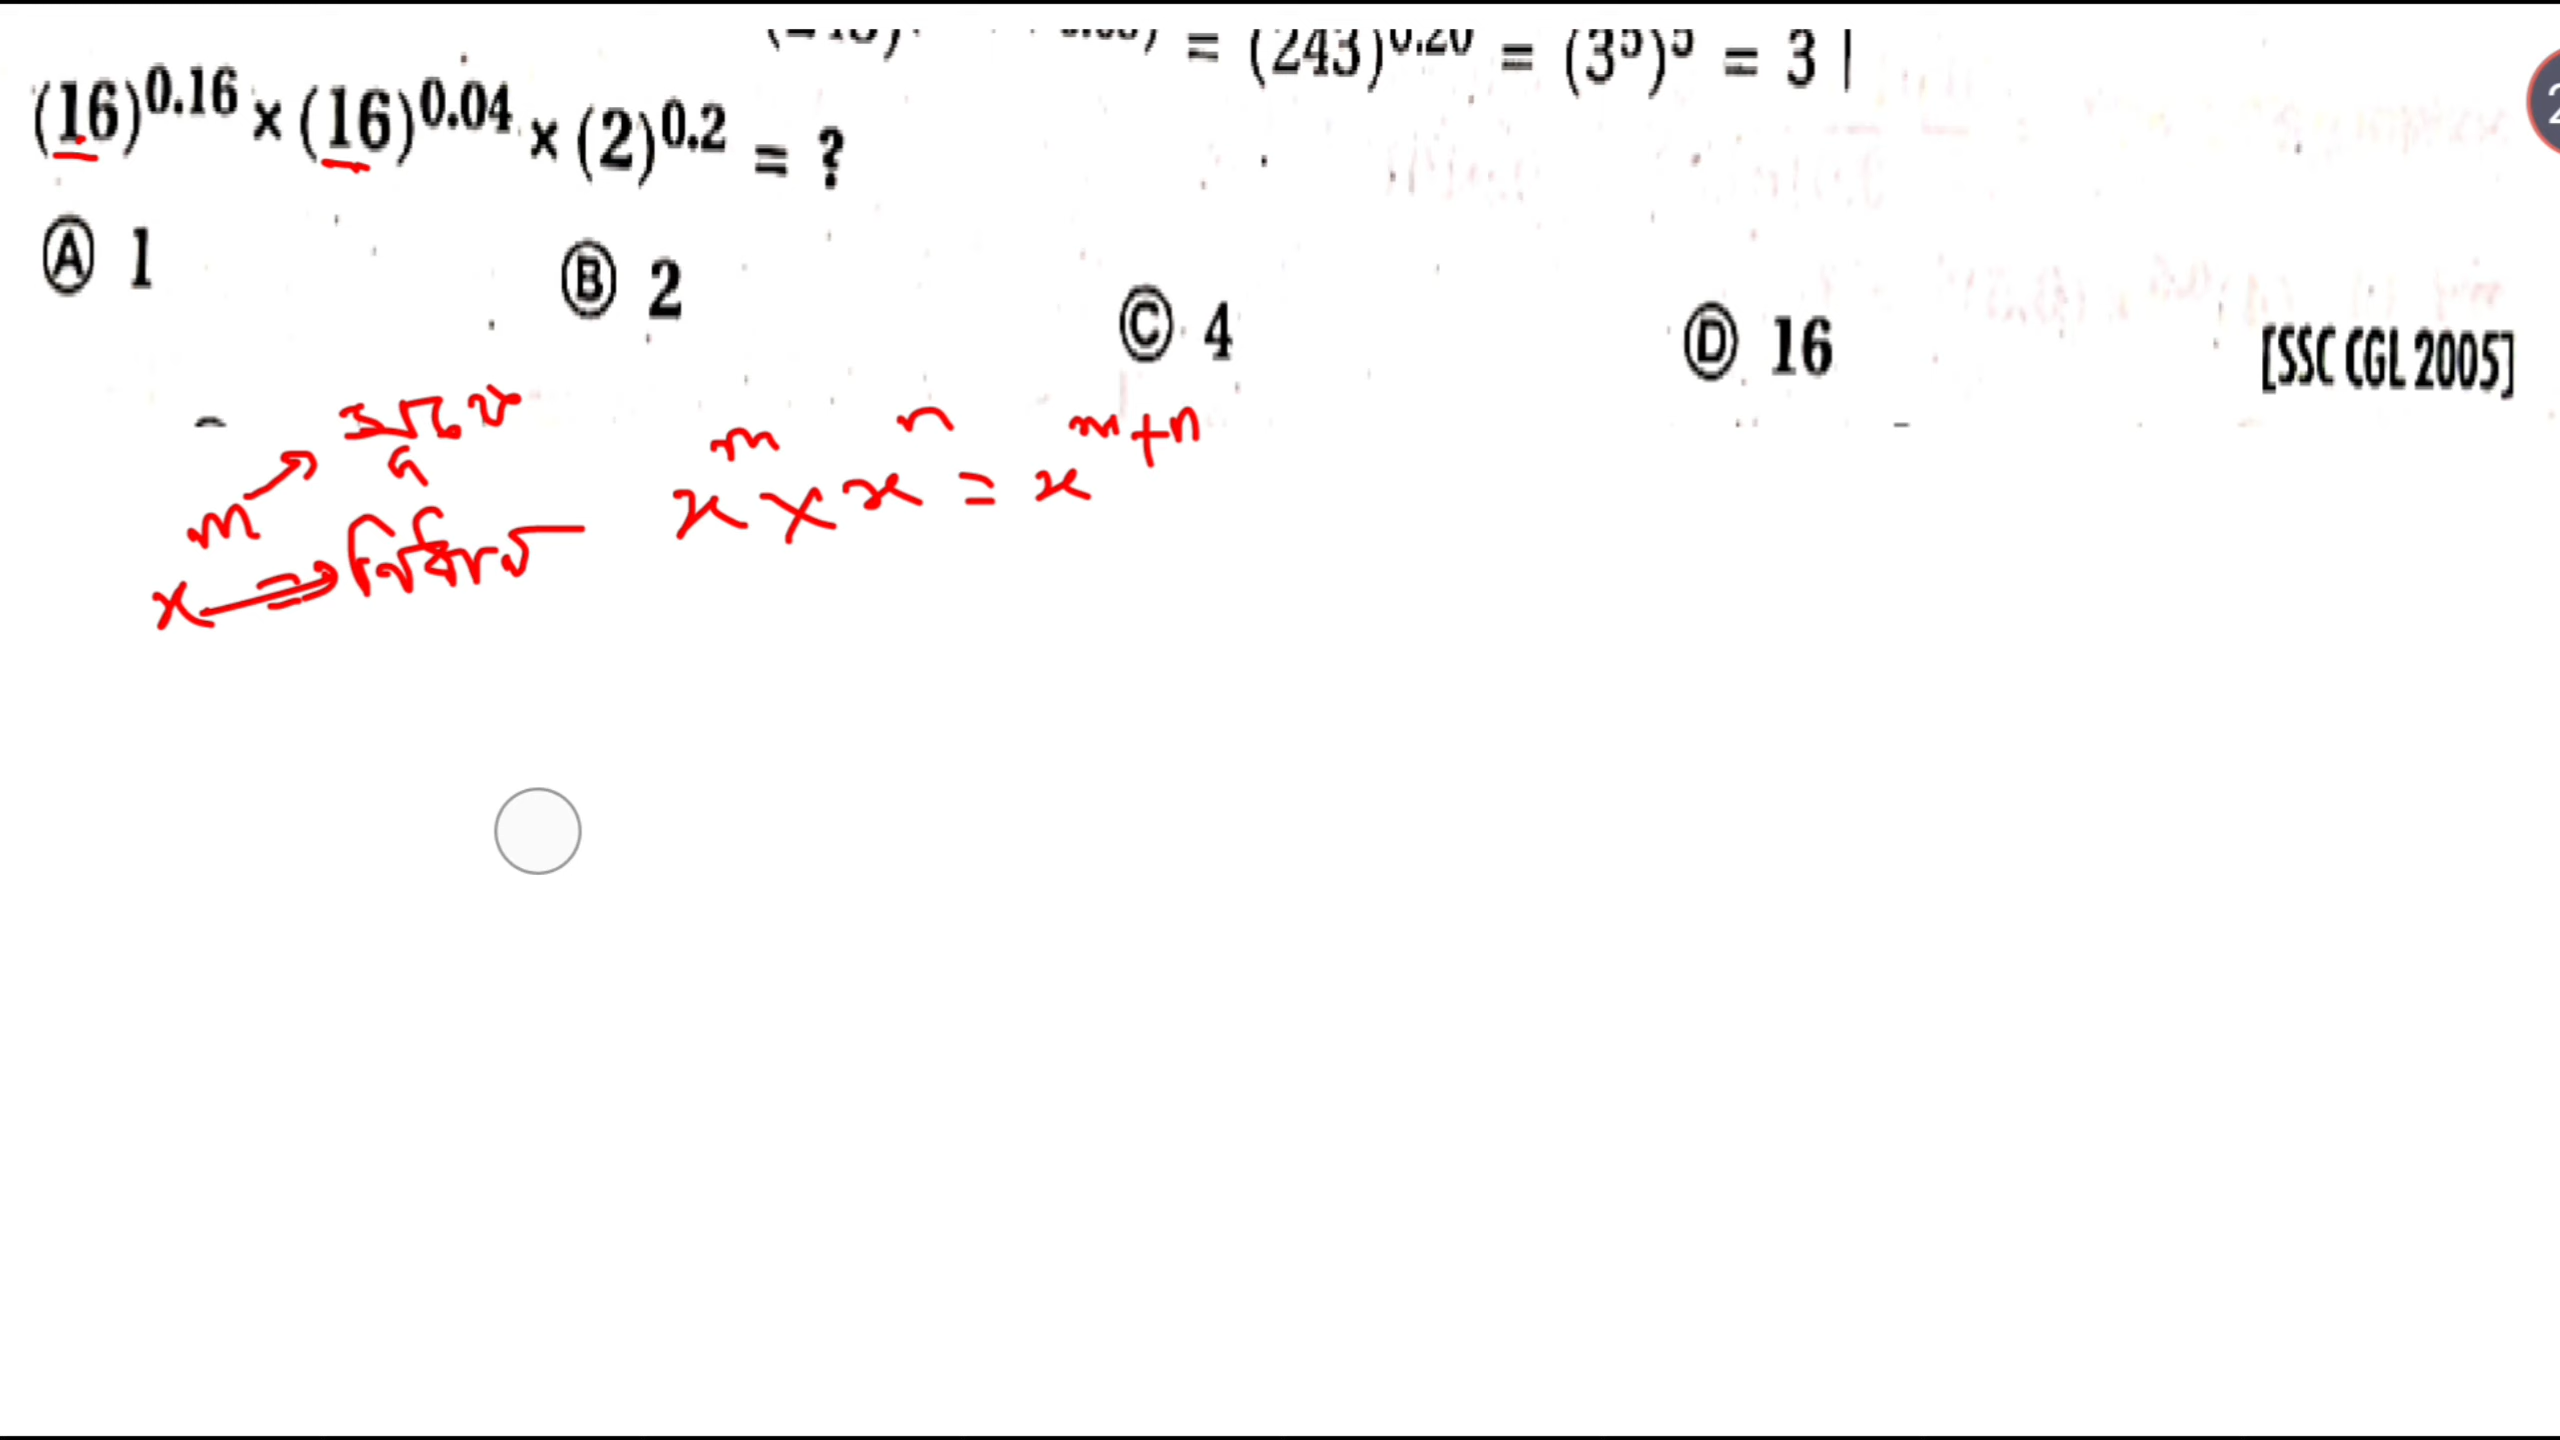 = (243)^0.20 = (3^5)^5 = 3 |
(16)^0.16 × (16)^0.04 × (2)^0.2 = ?
Ⓐ 1 Ⓑ 2 Ⓒ 4 Ⓓ 16 [SSC CGL 2005]
x^m × x^n = x^m+n
m
x